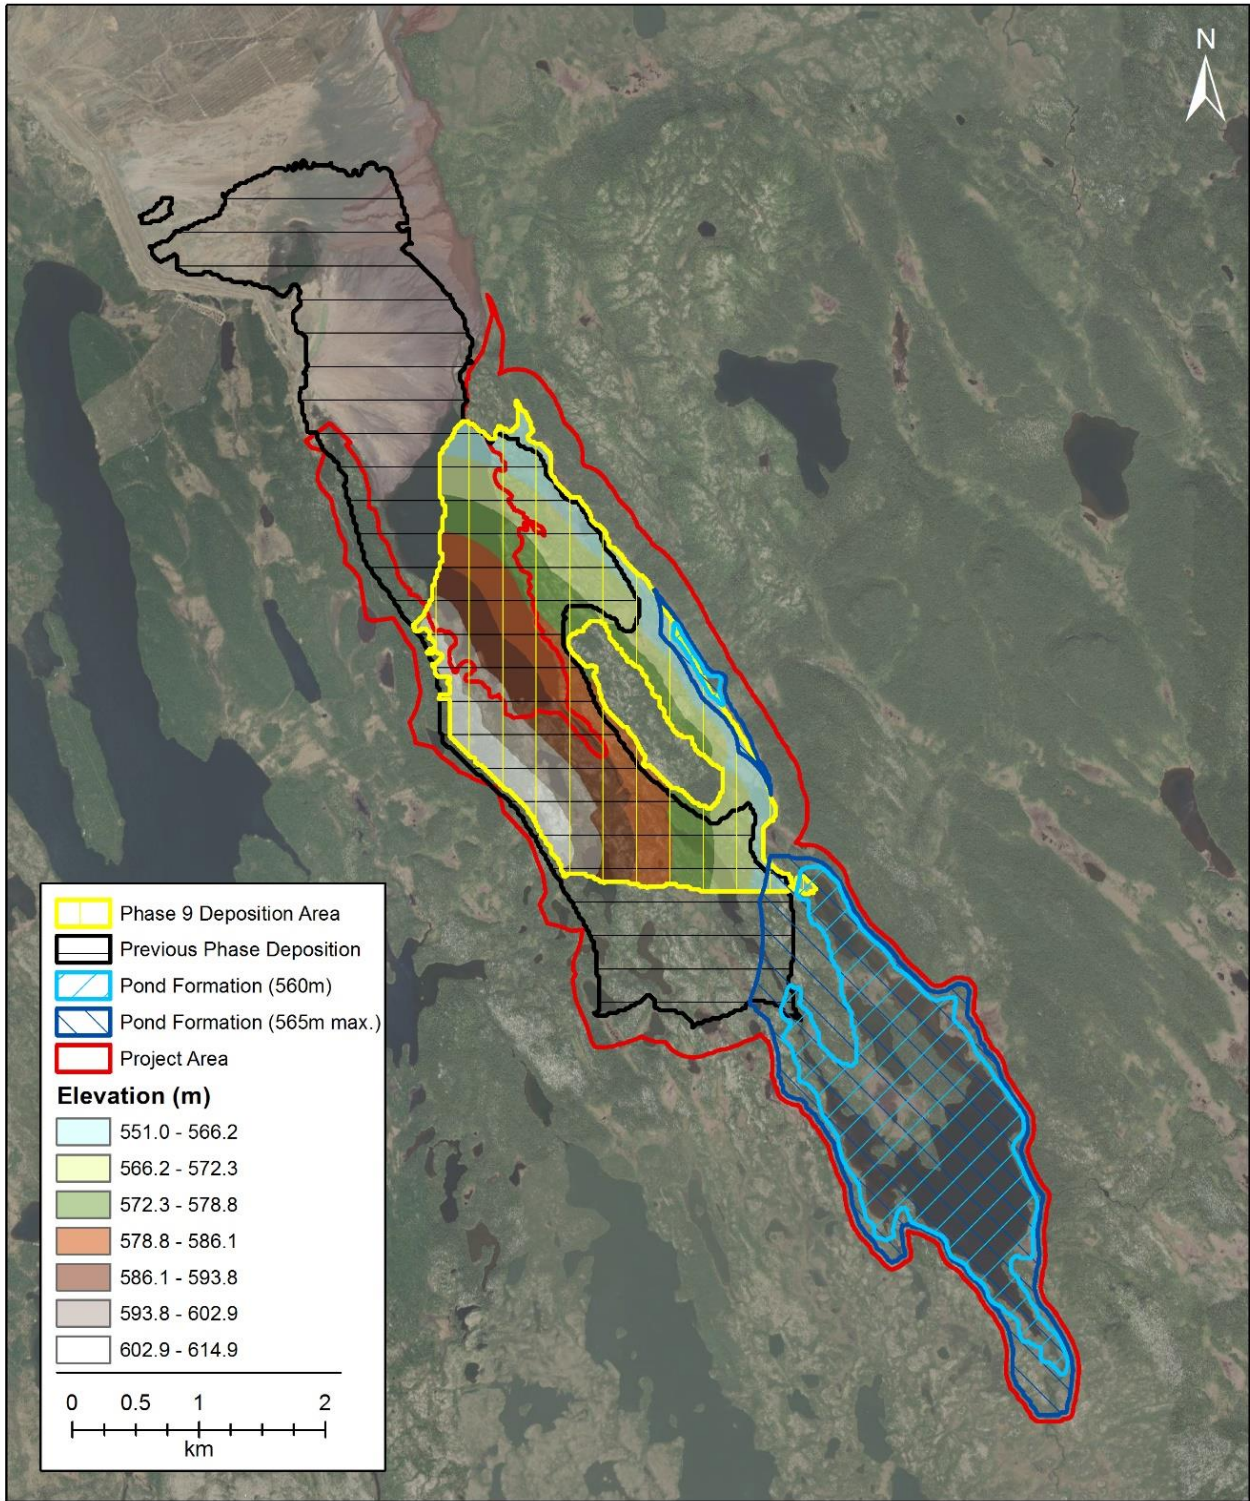 N
Phase 9 Deposition Area
Previous Phase Deposition
Pond Formation (560m)
Pond Formation (565m max.)
Project Area
Elevation (m)
551.0 - 566.2
566.2 - 572.3
572.3 - 578.8
578.8 - 586.1
586.1 - 593.8
593.8 - 602.9
602.9 - 614.9
0 1 2
km